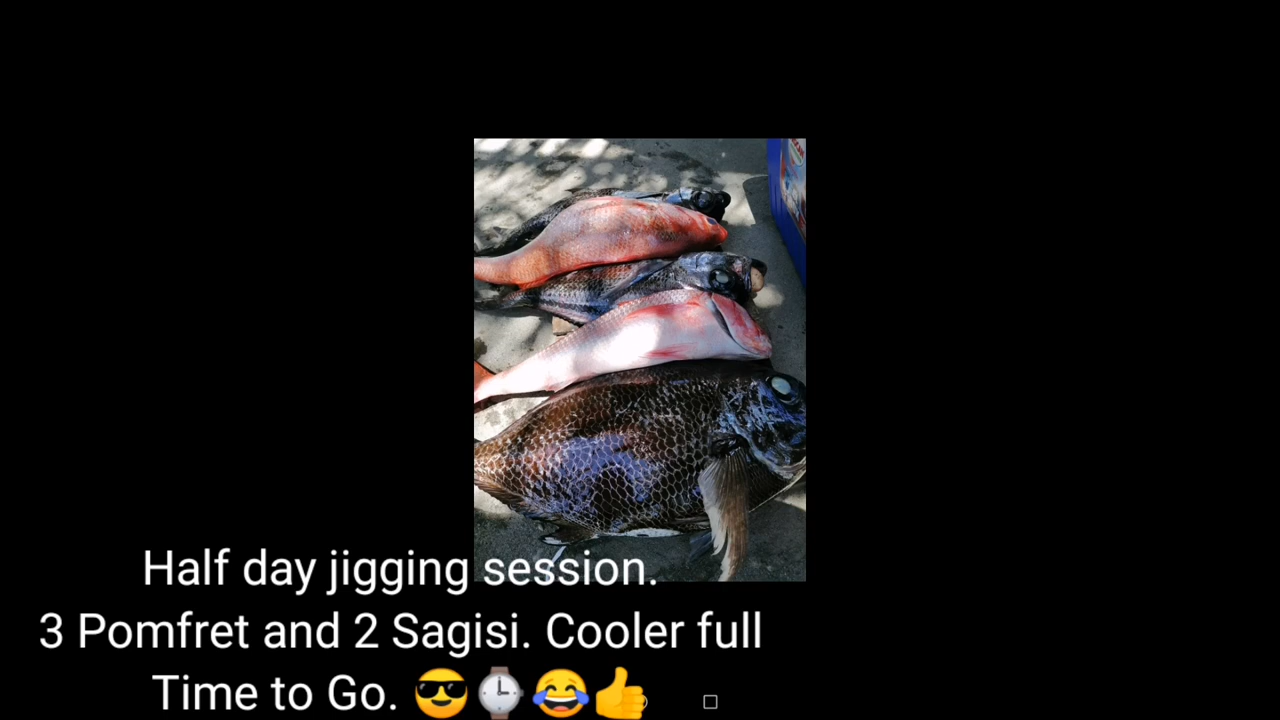 Half day jigging session.
3 Pomfret and 2 Sagisi. Cooler full
Time to Go. 😎⌚😂👍